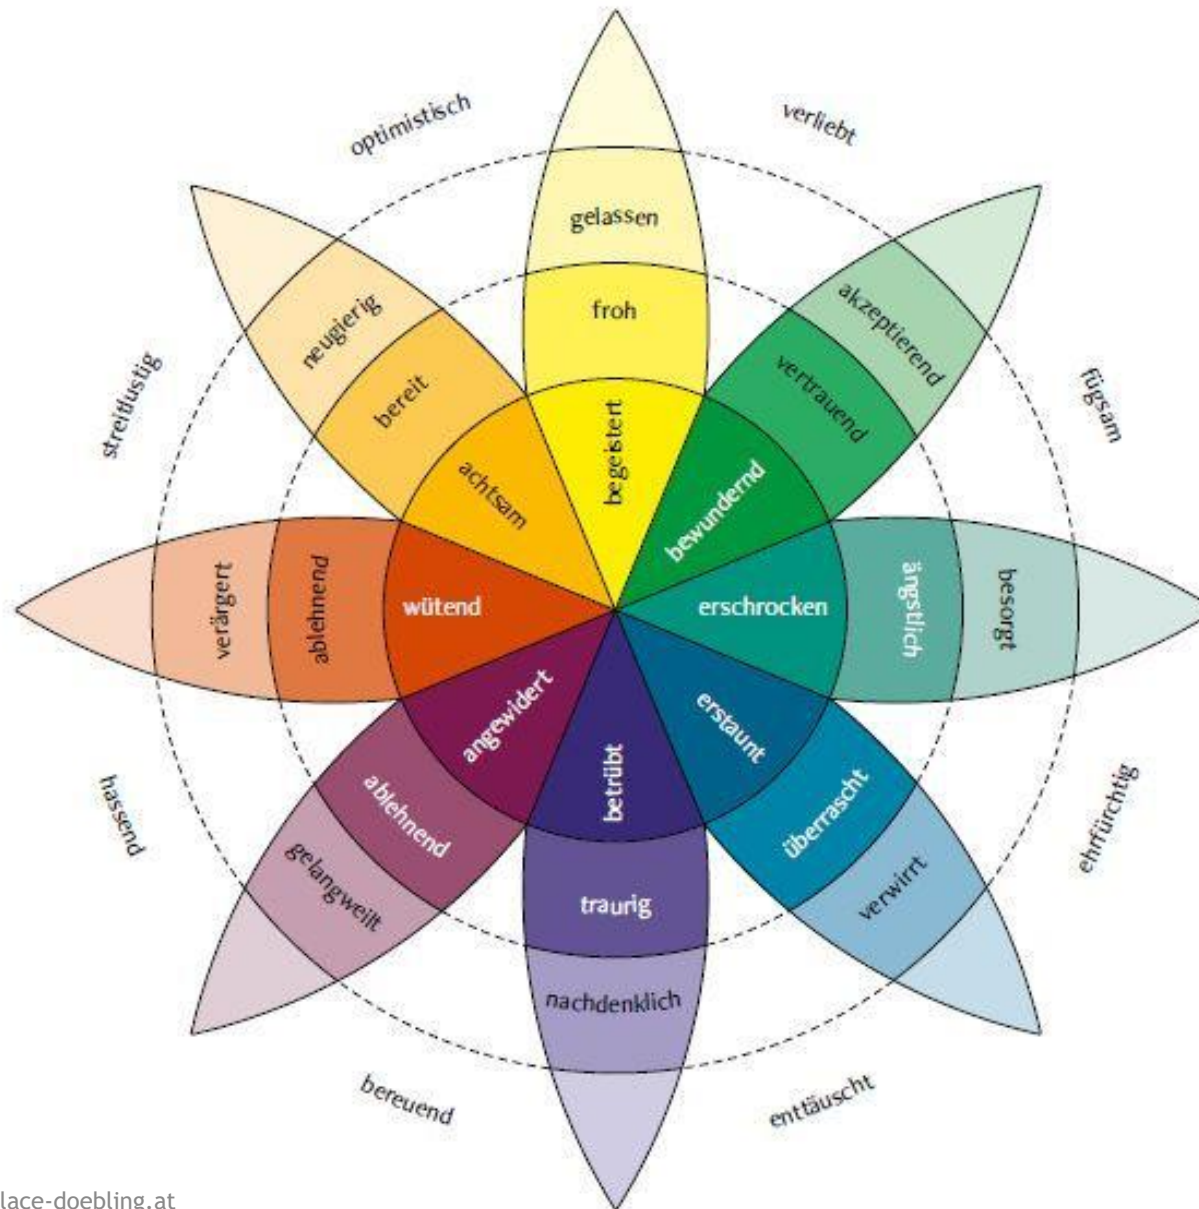 optimistisch
verliebt
gelassen
froh
begeistert
akzeptierend
vertrauend
bewundernd
fügsam
neugierig
bereit
achtsam
streitlustig
verärgert
ablehnend
wütend
erschrocken
ängstlich
besorgt
angewidert
ablehnend
gelangweilt
betrübt
traurig
nachdenklich
erstaunt
überrascht
verwirrt
hassend
ehrfürchtig
bereuend
enttäuscht
lace-doebling.at